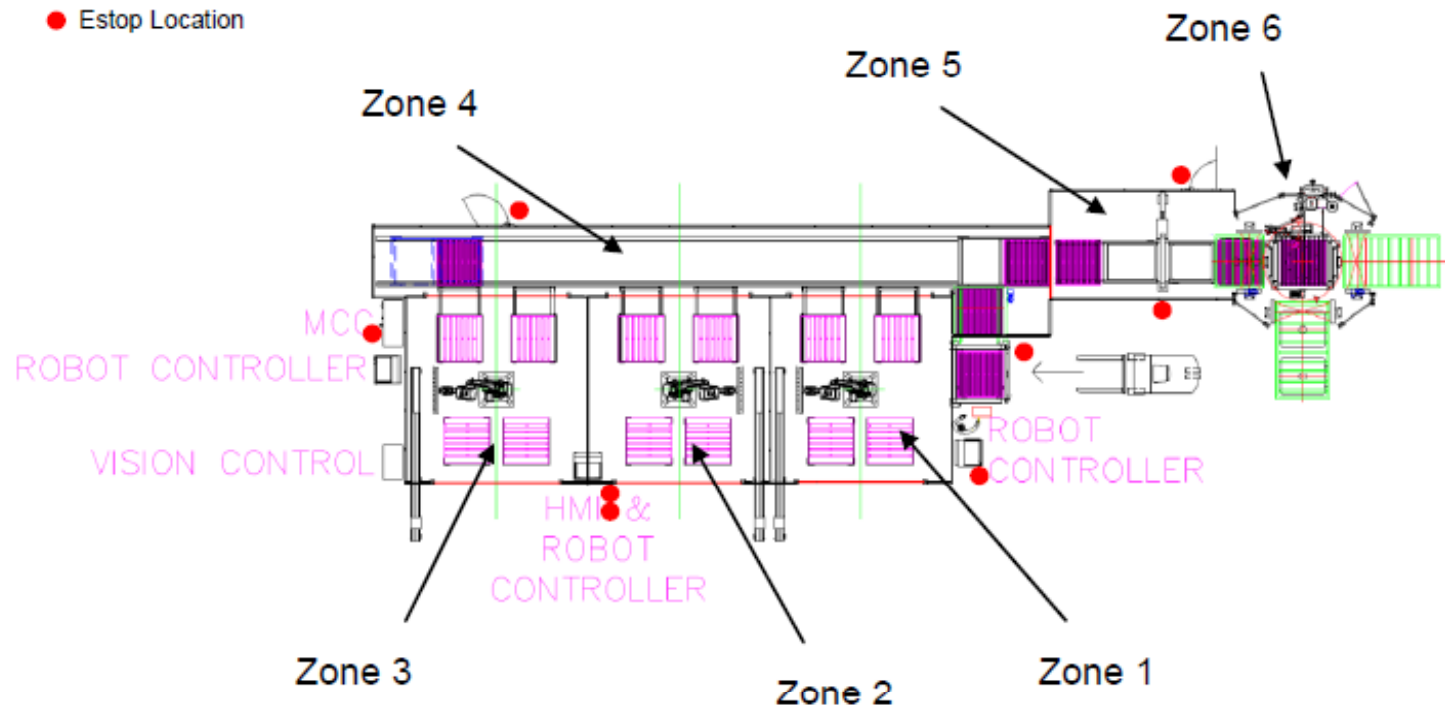 Estop Location
Zone 6
Zone 5
Zone 4
MCC
ROBOT CONTROLLER
VISION CONTROL
ROBOT
CONTROLLER
HMI &
ROBOT
CONTROLLER
Zone 3
Zone 2
Zone 1